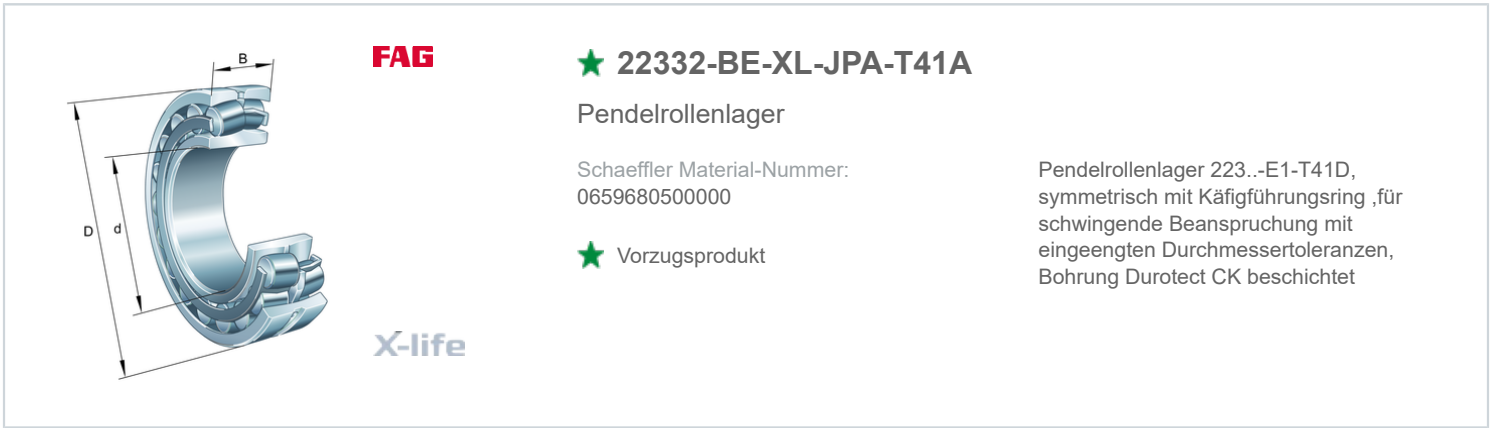 B
D
d
FAG
X-life
22332-BE-XL-JPA-T41A
Pendelrollenlager
Schaeffler Material-Nummer:
0659680500000
Vorzugsprodukt
Pendelrollenlager 223..-E1-T41D,
symmetrisch mit Käfigführungsring ,für
schwingende Beanspruchung mit
eingeengten Durchmessertoleranzen,
Bohrung Durotect CK beschichtet